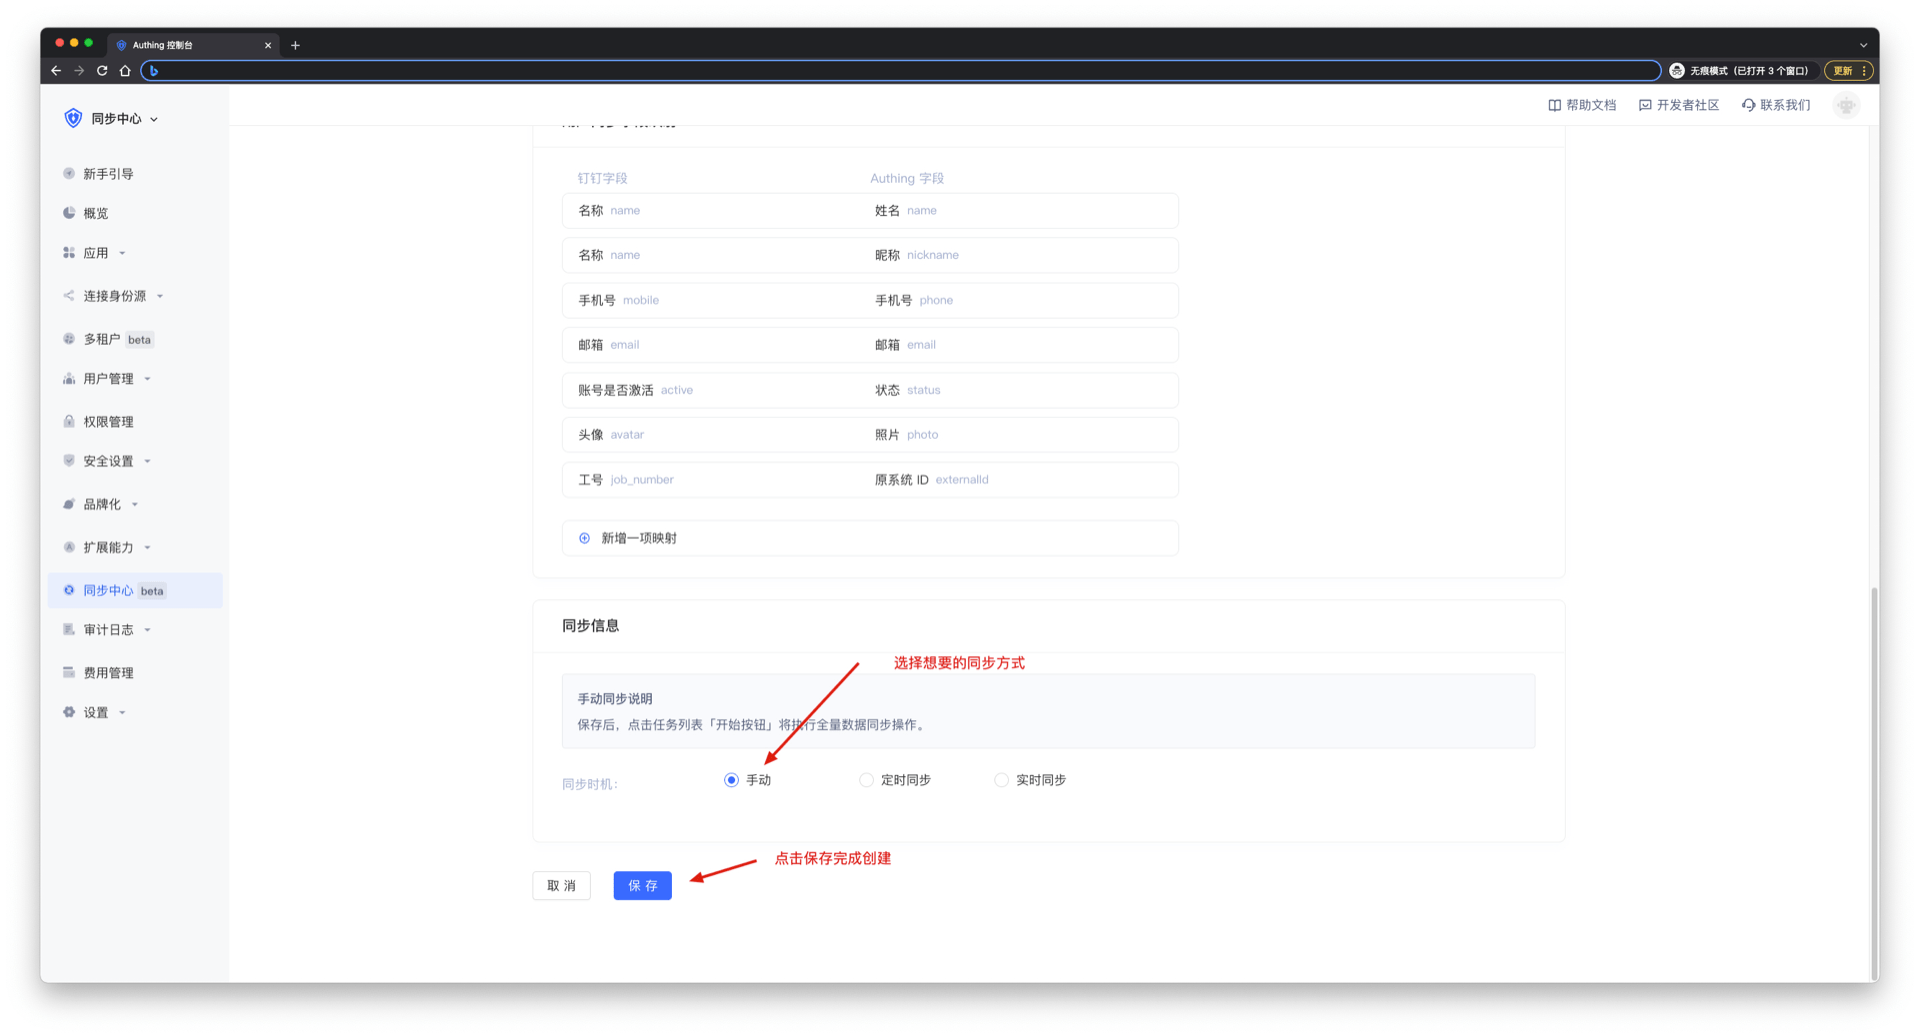 Authing 控制台
无痕模式（已打开 3 个窗口）
更新
同步中心
帮助文档
开发者社区
联系我们
新手引导
概览
应用
连接身份源
多租户 beta
用户管理
权限管理
安全设置
品牌化
扩展能力
同步中心 beta
审计日志
费用管理
设置
钉钉字段 Authing 字段
名称 name 姓名 name
名称 name 昵称 nickname
手机号 mobile 手机号 phone
邮箱 email 邮箱 email
账号是否激活 active 状态 status
头像 avatar 照片 photo
工号 job_number 原系统 ID externalId
新增一项映射
同步信息
选择想要的同步方式
手动同步说明
保存后，点击任务列表「开始按钮」将执行全量数据同步操作。
同步时机：
手动 定时同步 实时同步
点击保存完成创建
取 消
保 存